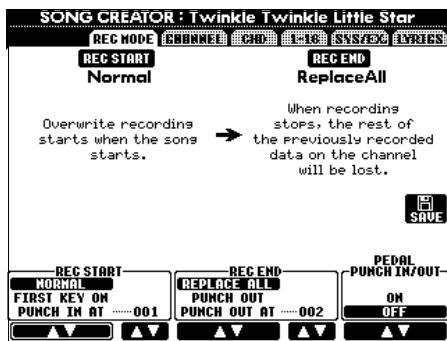 SONG CREATOR : Twinkle Twinkle Little Star
REC MODE CHANNEL CHD 1-16 SYS/EX. LYRICS
REC START
Normal
REC END
ReplaceAll
Overwrite recording
starts when the song
starts.
When recording
stops, the rest of
the previously recorded
data on the channel
will be lost.
SAVE
REC START
NORMAL
FIRST KEY ON
PUNCH IN AT ······001
REC END
REPLACE ALL
PUNCH OUT
PUNCH OUT AT ·····002
PEDAL
PUNCH IN/OUT
ON
OFF